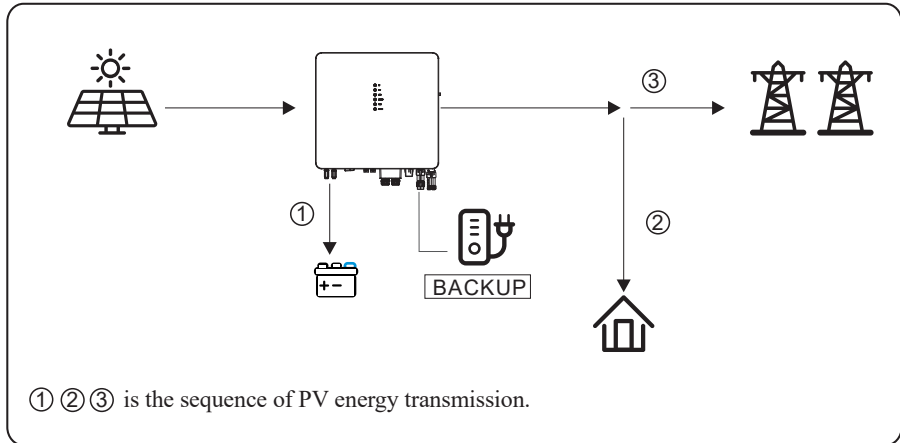 ③
①
②
+ -
BACKUP
① ② ③ is the sequence of PV energy transmission.